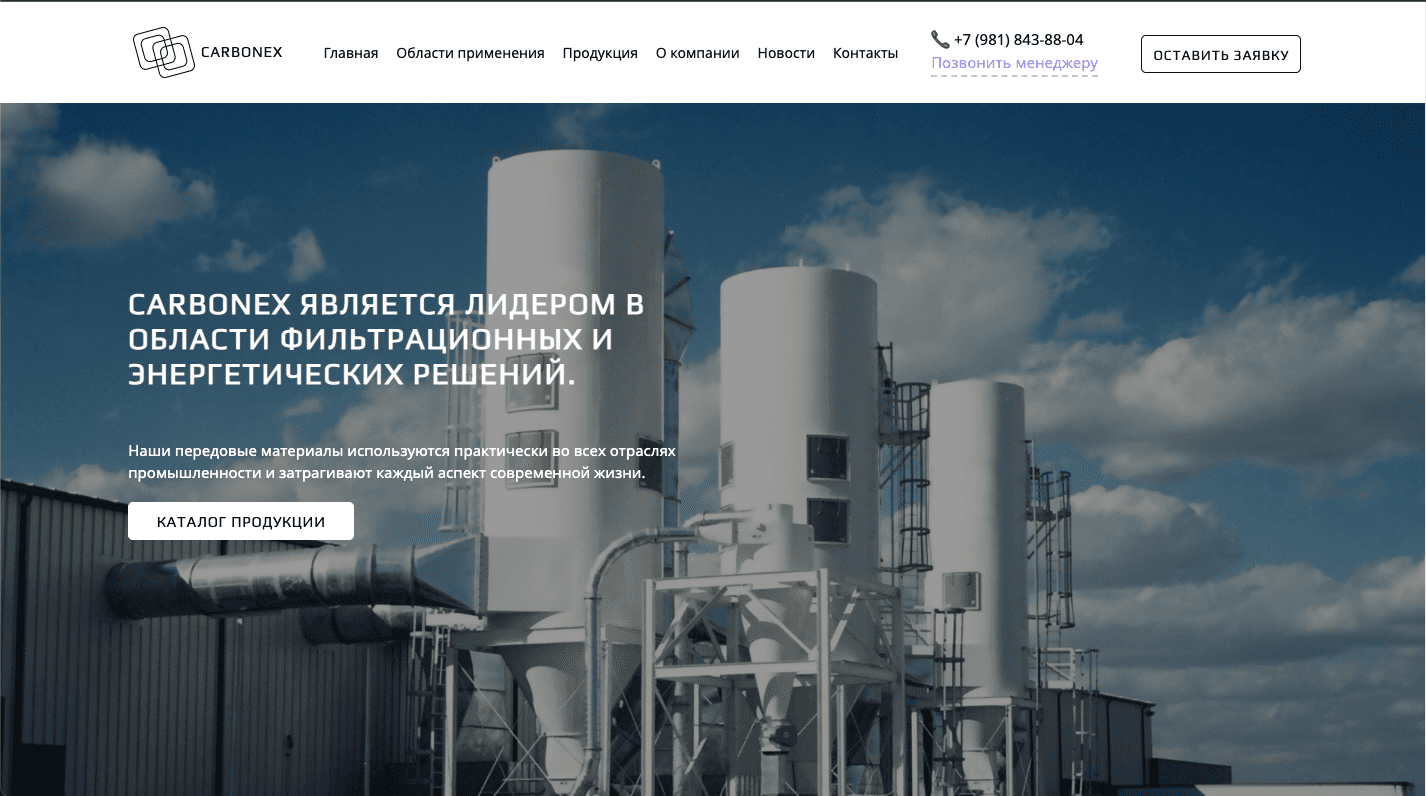 CARBONEX
Главная Области применения Продукция О компании Новости Контакты
+7 (981) 843-88-04
Позвонить менеджеру
ОСТАВИТЬ ЗАЯВКУ
CARBONEX ЯВЛЯЕТСЯ ЛИДЕРОМ В
ОБЛАСТИ ФИЛЬТРАЦИОННЫХ И
ЭНЕРГЕТИЧЕСКИХ РЕШЕНИЙ.
Наши передовые материалы используются практически во всех отраслях
промышленности и затрагивают каждый аспект современной жизни.
КАТАЛОГ ПРОДУКЦИИ